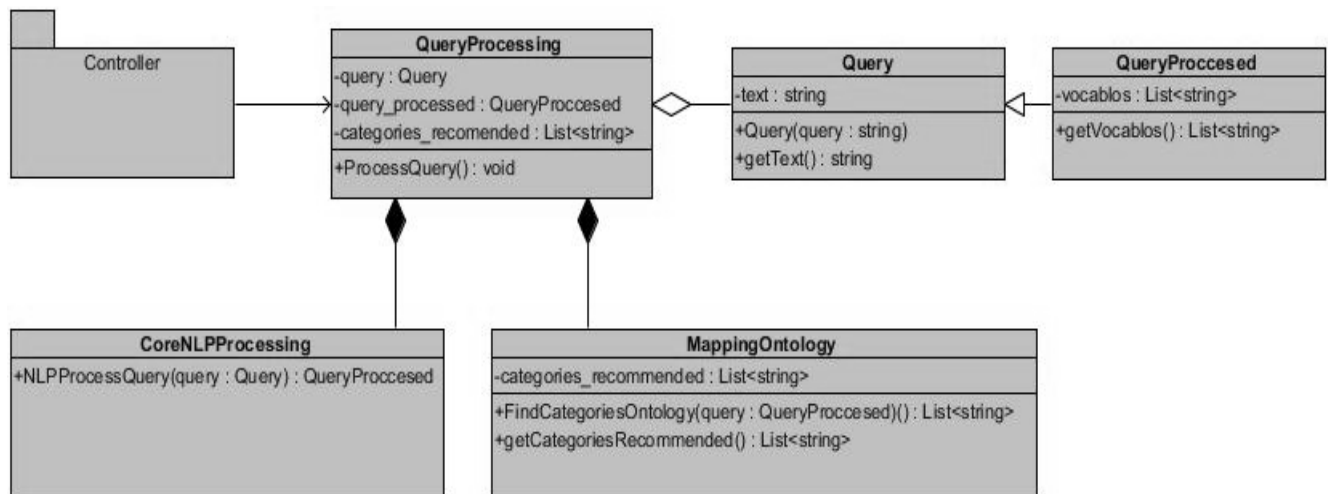 Controller
QueryProcessing
-query : Query
-query_processed : QueryProccesed
-categories_recomended : List<string>
+ProcessQuery() : void
Query
-text : string
+Query(query : string)
+getText() : string
QueryProccesed
-vocablos : List<string>
+getVocablos() : List<string>
CoreNLPProcessing
+NLPProcessQuery(query : Query) : QueryProccesed
MappingOntology
-categories_recommended : List<string>
+FindCategoriesOntology(query : QueryProccesed)() : List<string>
+getCategoriesRecommended() : List<string>